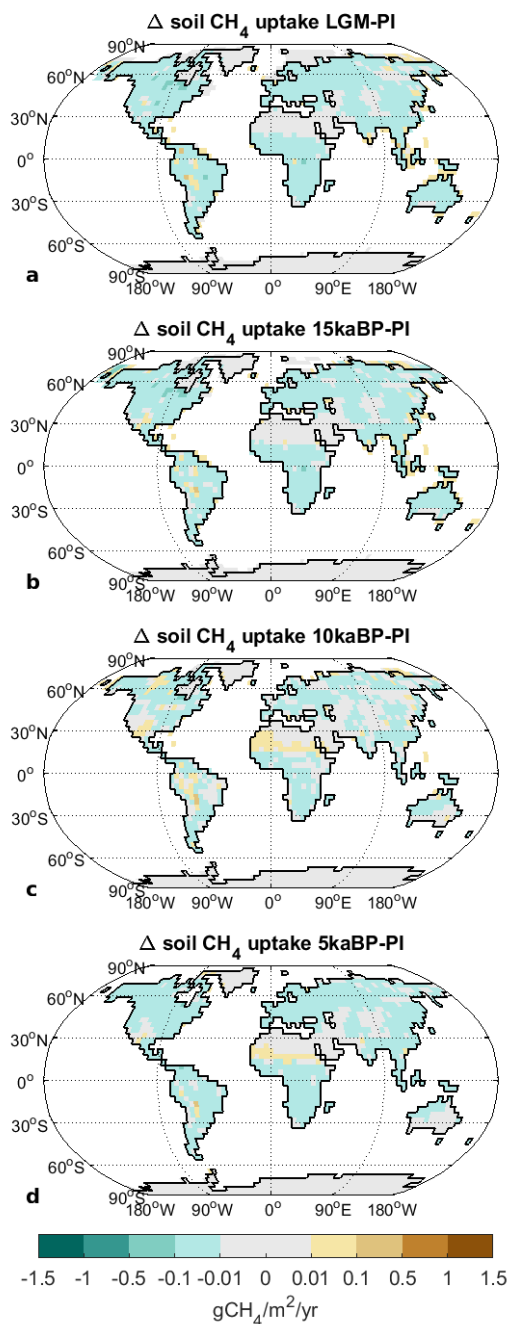 Δ soil CH₄ uptake LGM-PI
90°N
60°N
30°N
0°
30°S
60°S
90°S
180°W 90°W 0° 90°E 180°W
a
Δ soil CH₄ uptake 15kaBP-PI
90°N
60°N
30°N
0°
30°S
60°S
90°S
180°W 90°W 0° 90°E 180°W
b
Δ soil CH₄ uptake 10kaBP-PI
90°N
60°N
30°N
0°
30°S
60°S
90°S
180°W 90°W 0° 90°E 180°W
c
Δ soil CH₄ uptake 5kaBP-PI
90°N
60°N
30°N
0°
30°S
60°S
90°S
180°W 90°W 0° 90°E 180°W
d
-1.5 -1 -0.5 -0.1 -0.01 0 0.01 0.1 0.5 1 1.5
gCH₄/m²/yr